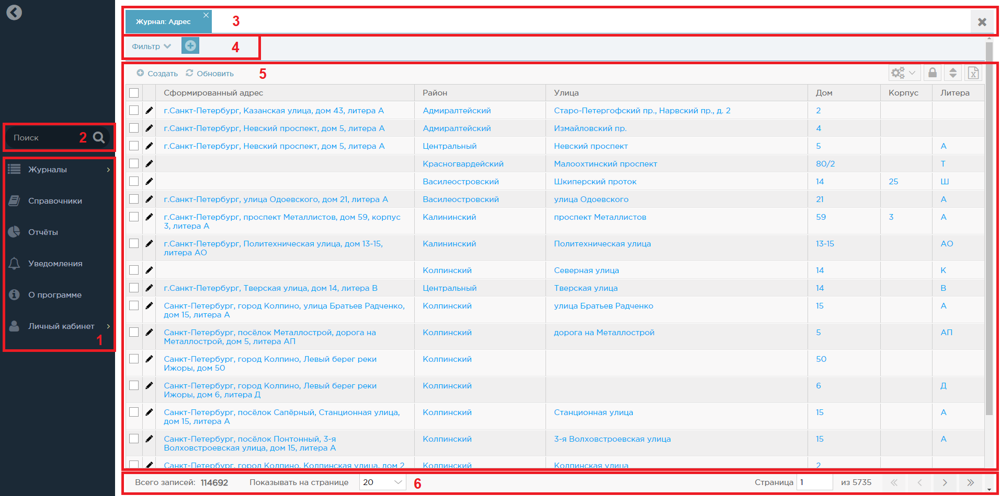 Журнал: Адрес
3
Фильтр
4
Создать Обновить
5
Поиск
2
Журналы
Справочники
Отчёты
Уведомления
О программе
Личный кабинет
1
Сформированный адрес Район Улица Дом Корпус Литера
г.Санкт-Петербург, Казанская улица, дом 43, литера А Адмиралтейский Старо-Петергофский пр., Нарвский пр., д. 2 2
г.Санкт-Петербург, Невский проспект, дом 5, литера А Адмиралтейский Измайловский пр. 4
г.Санкт-Петербург, Невский проспект, дом 5, литера А Центральный Невский проспект 5 А
Красногвардейский Малоохтинский проспект 80/2 Т
Василеостровский Шкиперский проток 14 25 Ш
г.Санкт-Петербург, улица Одоевского, дом 21, литера А Василеостровский улица Одоевского 21 А
г.Санкт-Петербург, проспект Металлистов, дом 59, корпус Калининский проспект Металлистов 59 3 А
3, литера А
г.Санкт-Петербург, Политехническая улица, дом 13-15, Калининский Политехническая улица 13-15 АО
литера АО
Колпинский Северная улица 14 К
г.Санкт-Петербург, Тверская улица, дом 14, литера В Центральный Тверская улица 14 В
Санкт-Петербург, город Колпино, улица Братьев Радченко, Колпинский улица Братьев Радченко 15 А
дом 15, литера А
Санкт-Петербург, посёлок Металлострой, дорога на Колпинский дорога на Металлострой 5 АП
Металлострой, дом 5, литера АП
Санкт-Петербург, город Колпино, Левый берег реки Колпинский 50
Ижоры, дом 50
Санкт-Петербург, город Колпино, Левый берег реки Колпинский 6 Д
Ижоры, дом 6, литера Д
Санкт-Петербург, посёлок Сапёрный, Станционная улица, Колпинский Станционная улица 15 А
дом 15, литера А
Санкт-Петербург, посёлок Понтонный, 3-я Колпинский 3-я Волховстроевская улица 15 А
Волховстроевская улица, дом 15, литера А
Санкт-Петербург, город Колпино, Колпинская улица, дом 2 Колпинский Колпинская улица 2
Всего записей: 114692 Показывать на странице 20 6 Страница 1 из 5735